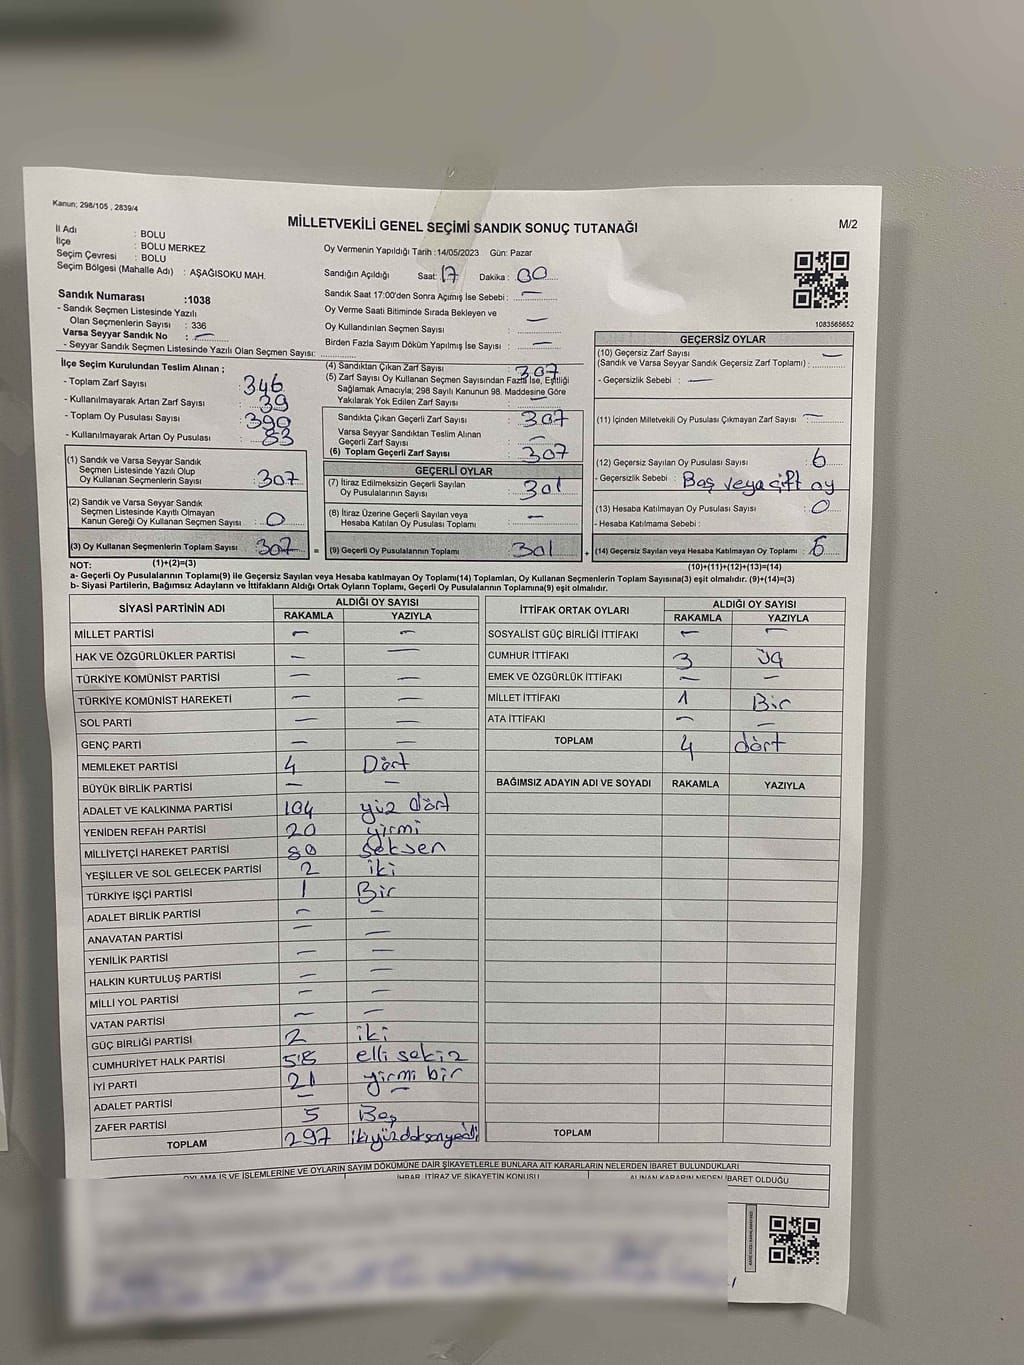 Kanun; 298/105 , 2839/4
MİLLETVEKİLİ GENEL SEÇİMİ SANDIK SONUÇ TUTANAĞI
M/2
İl Adı : BOLU
İlçe : BOLU MERKEZ
Seçim Çevresi : BOLU
Seçim Bölgesi (Mahalle Adı) : AŞAĞISOKU MAH.
Oy Vermenin Yapıldığı Tarih :14/05/2023 Gün: Pazar
Sandığın Açıldığı Saat: 17 Dakika : 00
Sandık Saat 17:00'den Sonra Açımış İse Sebebi : —
Oy Verme Saati Bitiminde Sırada Bekleyen ve
Oy Kullandırılan Seçmen Sayısı : —
Birden Fazla Sayım Döküm Yapılmış İse Sayısı : —
1083565652
Sandık Numarası :1038
- Sandık Seçmen Listesinde Yazılı
Olan Seçmenlerin Sayısı : 336
Varsa Seyyar Sandık No : —
- Seyyar Sandık Seçmen Listesinde Yazılı Olan Seçmen Sayısı:
İlçe Seçim Kurulundan Teslim Alınan ;
- Toplam Zarf Sayısı : 346
- Kullanılmayarak Artan Zarf Sayısı : 39
- Toplam Oy Pusulası Sayısı : 390
- Kullanılmayarak Artan Oy Pusulası : 83
(1) Sandık ve Varsa Seyyar Sandık
Seçmen Listesinde Yazılı Olup
Oy Kullanan Seçmenlerin Sayısı : 307
(2) Sandık ve Varsa Seyyar Sandık
Seçmen Listesinde Kayıtlı Olmayan
Kanun Gereği Oy Kullanan Seçmen Sayısı : 0
(3) Oy Kullanan Seçmenlerin Toplam Sayısı : 307
(4) Sandıktan Çıkan Zarf Sayısı : 307
(5) Zarf Sayısı Oy Kullanan Seçmen Sayısından Fazla İse, Eşitliği
Sağlamak Amacıyla; 298 Sayılı Kanunun 98. Maddesine Göre
Yakılarak Yok Edilen Zarf Sayısı : —
Sandıkta Çıkan Geçerli Zarf Sayısı : 307
Varsa Seyyar Sandıktan Teslim Alınan
Geçerli Zarf Sayısı : —
(6) Toplam Geçerli Zarf Sayısı : 307
GEÇERLİ OYLAR
(7) İtiraz Edilmeksizin Geçerli Sayılan
Oy Pusulalarının Sayısı : 301
(8) İtiraz Üzerine Geçerli Sayılan veya
Hesaba Katılan Oy Pusulası Toplamı : —
= (9) Geçerli Oy Pusulalarının Toplamı 301
GEÇERSİZ OYLAR
(10) Geçersiz Zarf Sayısı —
(Sandık ve Varsa Seyyar Sandık Geçersiz Zarf Toplamı) :
- Geçersizlik Sebebi : —
(11) İçinden Milletvekili Oy Pusulası Çıkmayan Zarf Sayısı : —
(12) Geçersiz Sayılan Oy Pusulası Sayısı : 6
- Geçersizlik Sebebi : Boş veya çift oy
(13) Hesaba Katılmayan Oy Pusulası Sayısı : 0
- Hesaba Katılmama Sebebi :
+ (14) Geçersiz Sayılan veya Hesaba Katılmayan Oy Toplamı : 6
NOT: (1)+(2)=(3) (10)+(11)+(12)+(13)=(14)
a- Geçerli Oy Pusulalarının Toplamı(9) ile Geçersiz Sayılan veya Hesaba katılmayan Oy Toplamı(14) Toplamları, Oy Kullanan Seçmenlerin Toplam Sayısına(3) eşit olmalıdır. (9)+(14)=(3)
b- Siyasi Partilerin, Bağımsız Adayların ve İttifakların Aldığı Ortak Oyların Toplamı, Geçerli Oy Pusulalarının Toplamına(9) eşit olmalıdır.
SİYASİ PARTİNİN ADI ALDIĞI OY SAYISI
RAKAMLA YAZIYLA
MİLLET PARTİSİ — —
HAK VE ÖZGÜRLÜKLER PARTİSİ — —
TÜRKİYE KOMÜNİST PARTİSİ — —
TÜRKİYE KOMÜNİST HAREKETİ — —
SOL PARTİ — —
GENÇ PARTİ — —
MEMLEKET PARTİSİ 4 Dört
BÜYÜK BİRLİK PARTİSİ — —
ADALET VE KALKINMA PARTİSİ 104 yüz dört
YENİDEN REFAH PARTİSİ 20 yirmi
MİLLİYETÇİ HAREKET PARTİSİ 80 seksen
YEŞİLLER VE SOL GELECEK PARTİSİ 2 iki
TÜRKİYE İŞÇİ PARTİSİ 1 Bir
ADALET BİRLİK PARTİSİ — —
ANAVATAN PARTİSİ — —
YENİLİK PARTİSİ — —
HALKIN KURTULUŞ PARTİSİ — —
MİLLİ YOL PARTİSİ — —
VATAN PARTİSİ — —
GÜÇ BİRLİĞİ PARTİSİ 2 iki
CUMHURİYET HALK PARTİSİ 58 elli sekiz
İYİ PARTİ 21 yirmi bir
ADALET PARTİSİ — —
ZAFER PARTİSİ 5 Beş
TOPLAM 297 ikiyüzdoksanyedi
İTTİFAK ORTAK OYLARI ALDIĞI OY SAYISI
RAKAMLA YAZIYLA
SOSYALİST GÜÇ BİRLİĞİ İTTİFAKI — —
CUMHUR İTTİFAKI 3 üç
EMEK VE ÖZGÜRLÜK İTTİFAKI — —
MİLLET İTTİFAKI 1 Bir
ATA İTTİFAKI — —
TOPLAM 4 dört
BAĞIMSIZ ADAYIN ADI VE SOYADI RAKAMLA YAZIYLA
TOPLAM
OYLAMA İŞ VE İŞLEMLERİNE VE OYLARIN SAYIM DÖKÜMÜNE DAİR ŞİKAYETLERLE BUNLARA AİT KARARLARIN NELERDEN İBARET BULUNDUKLARI
İHBAR, İTİRAZ VE ŞİKAYETİN KONUSU ALINAN KARARIN NEDEN İBARET OLDUĞU